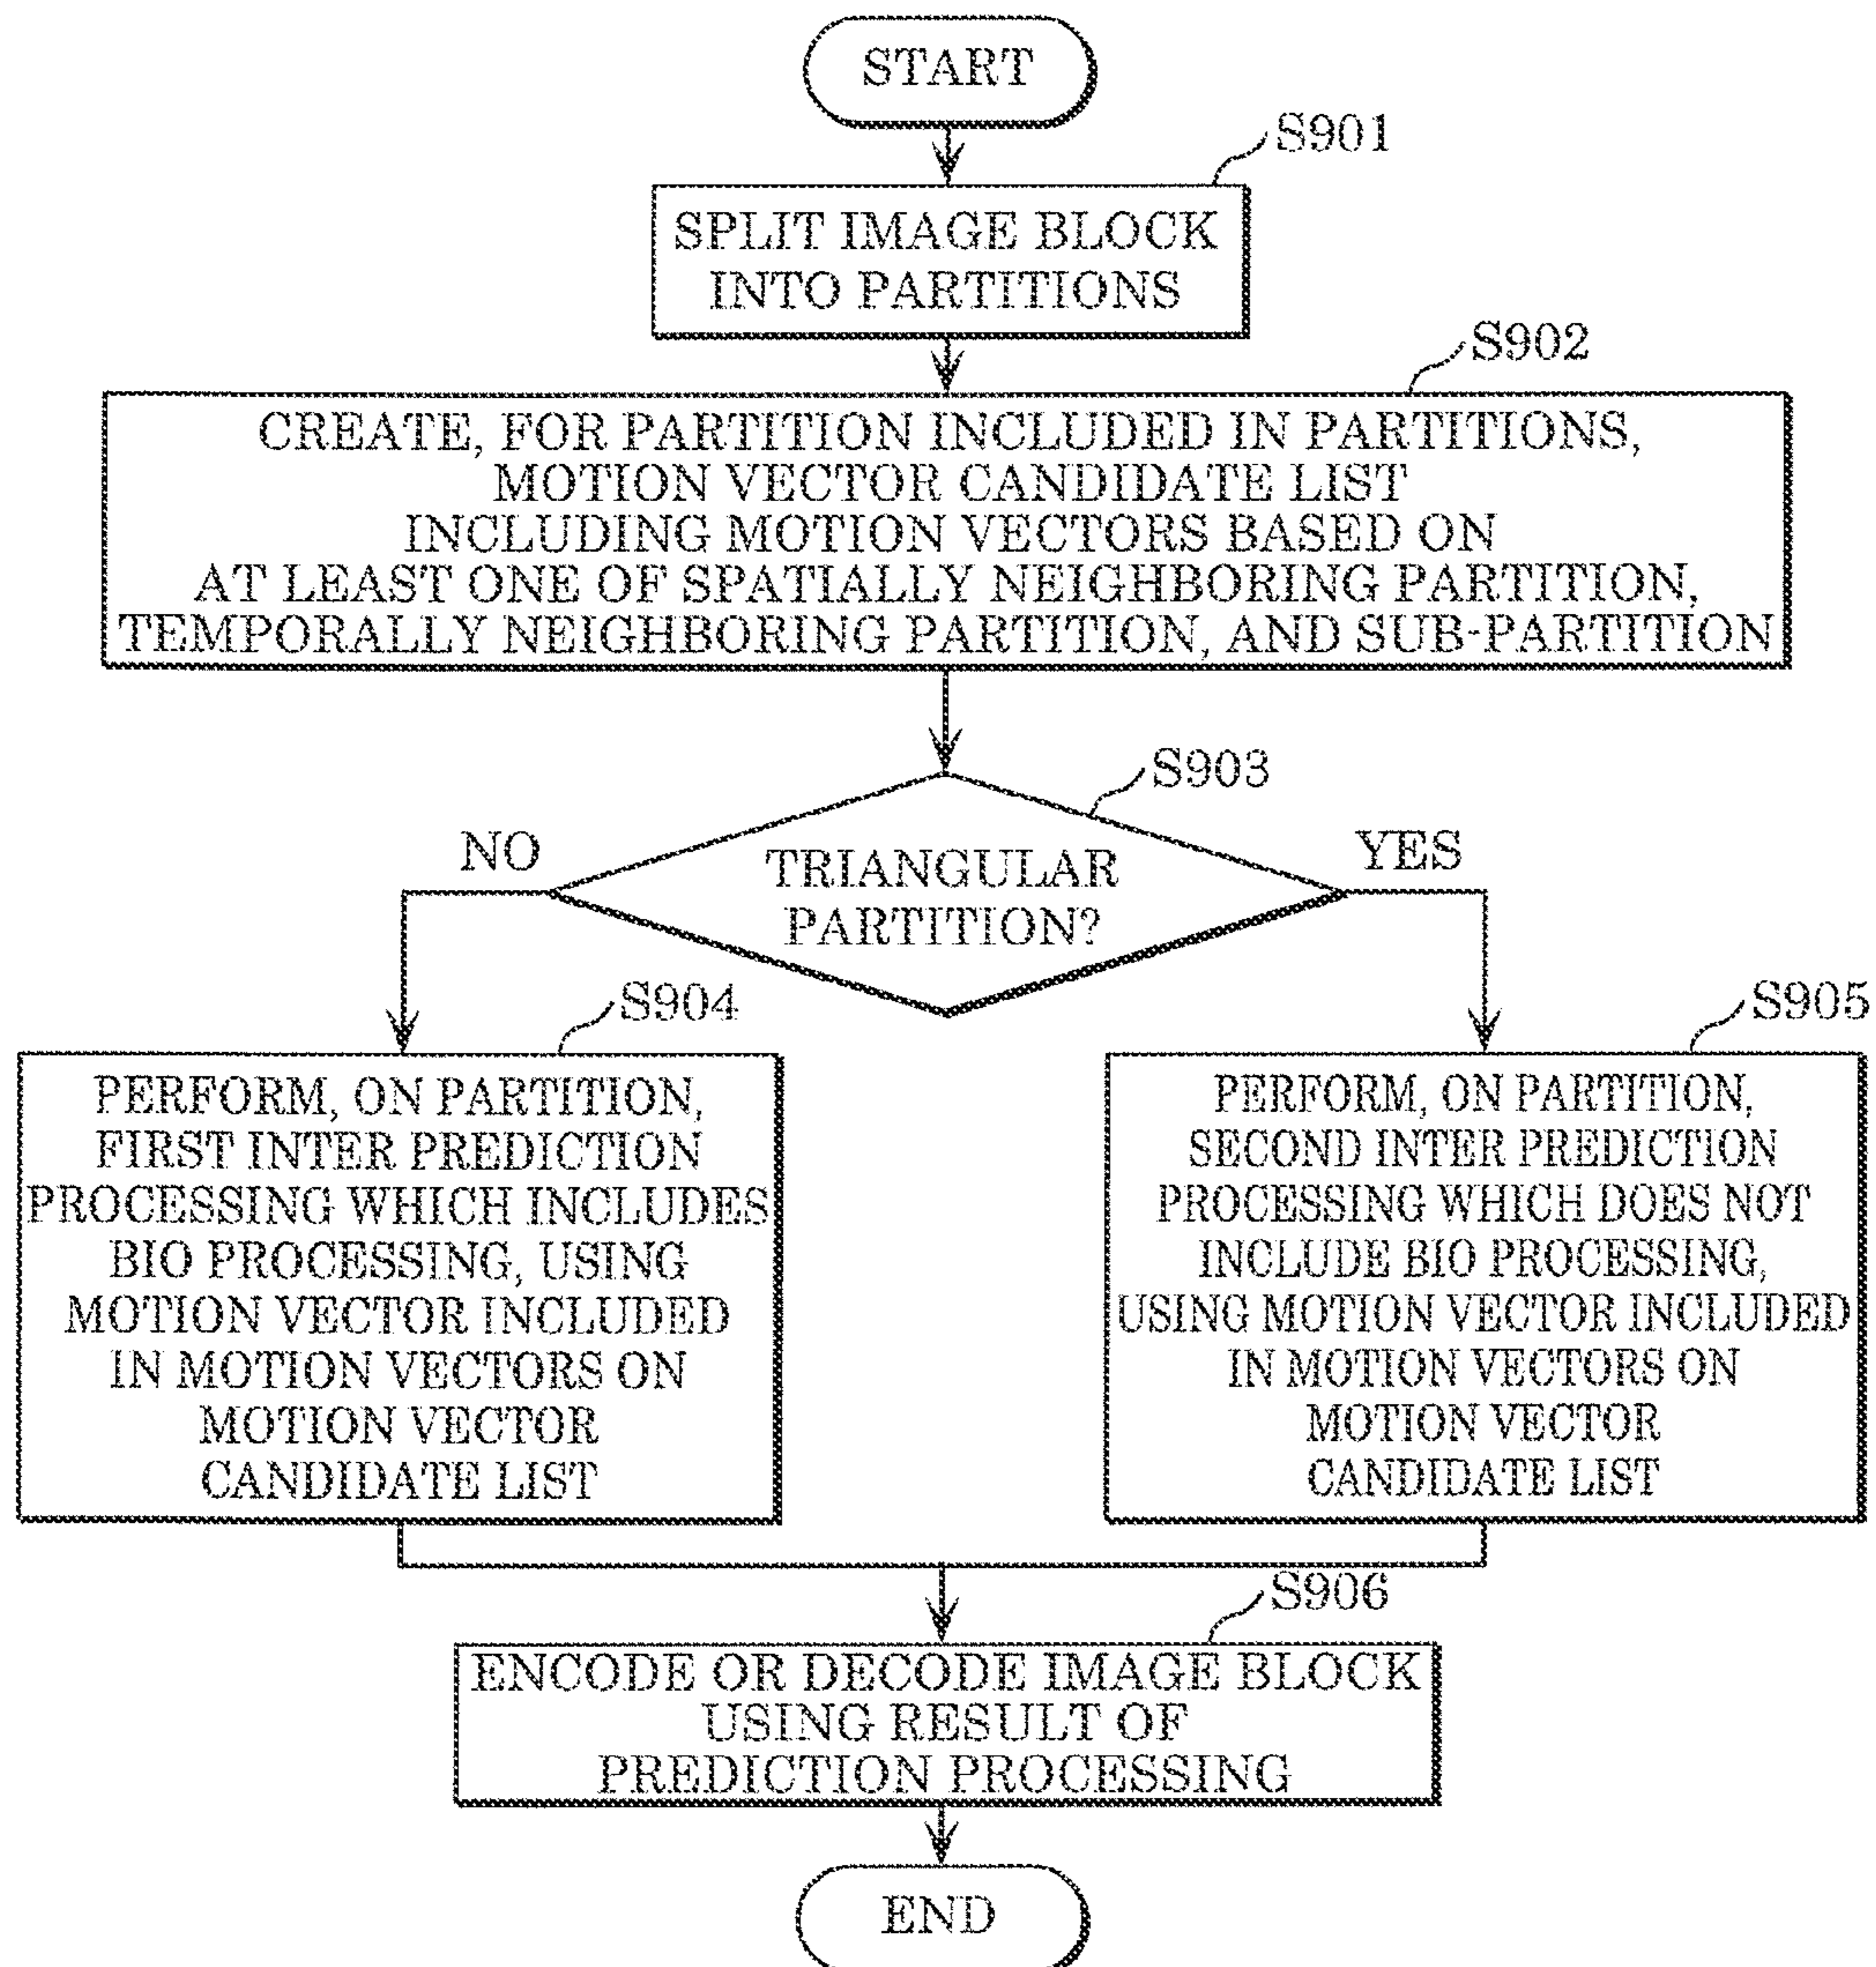 START
S901
SPLIT IMAGE BLOCK
INTO PARTITIONS
S902
CREATE, FOR PARTITION INCLUDED IN PARTITIONS,
MOTION VECTOR CANDIDATE LIST
INCLUDING MOTION VECTORS BASED ON
AT LEAST ONE OF SPATIALLY NEIGHBORING PARTITION,
TEMPORALLY NEIGHBORING PARTITION, AND SUB-PARTITION
S903
NO
YES
TRIANGULAR
PARTITION?
S904
PERFORM, ON PARTITION,
FIRST INTER PREDICTION
PROCESSING WHICH INCLUDES
BIO PROCESSING, USING
MOTION VECTOR INCLUDED
IN MOTION VECTORS ON
MOTION VECTOR
CANDIDATE LIST
S905
PERFORM, ON PARTITION,
SECOND INTER PREDICTION
PROCESSING WHICH DOES NOT
INCLUDE BIO PROCESSING,
USING MOTION VECTOR INCLUDED
IN MOTION VECTORS ON
MOTION VECTOR
CANDIDATE LIST
S906
ENCODE OR DECODE IMAGE BLOCK
USING RESULT OF
PREDICTION PROCESSING
END